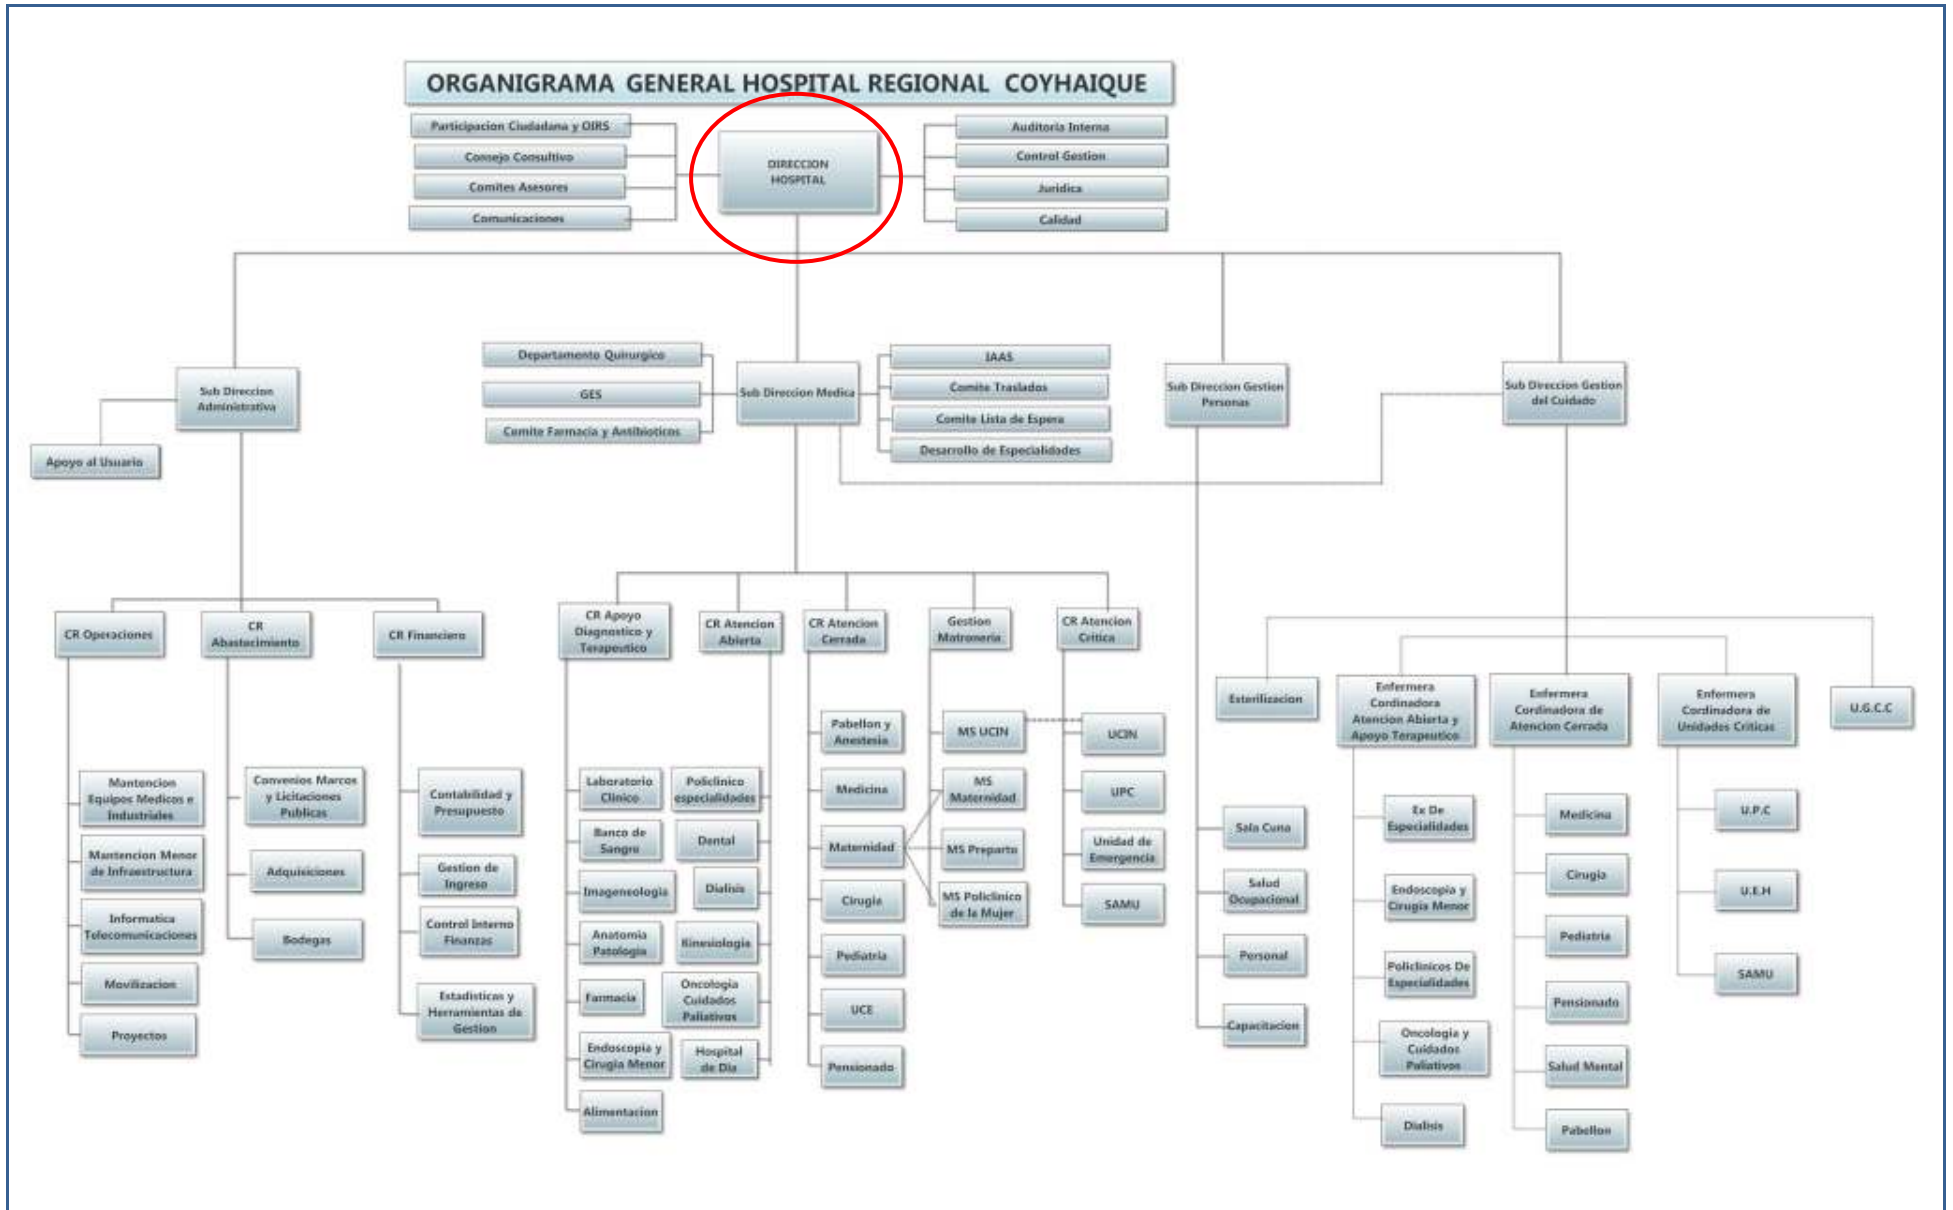 ORGANIGRAMA GENERAL HOSPITAL REGIONAL COYHAIQUE
Participacion Ciudadana y OIRS
Consejo Consultivo
Comites Asesores
Comunicaciones
DIRECCION
HOSPITAL
Auditoria Interna
Control Gestion
Juridica
Calidad
Sub Direccion
Administrativa
Apoyo al Usuario
Departamento Quirurgico
GES
Comite Farmacia y Antibioticos
Sub Direccion Medica
IAAS
Comite Traslados
Comite Lista de Espera
Desarrollo de Especialidades
Sub Direccion Gestion
Personas
Sub Direccion Gestion
del Cuidado
CR Operaciones
CR
Abastecimiento
CR Financiero
CR Apoyo
Diagnostico y
Terapeutico
CR Atencion
Abierta
CR Atencion
Cerrada
Gestion
Matroneria
CR Atencion
Critica
Esterilizacion
Enfermera
Cordinadora
Atencion Abierta y
Apoyo Terapeutico
Enfermera
Cordinadora de
Atencion Cerrada
Enfermera
Cordinadora de
Unidades Criticas
U.G.C.C
Mantencion
Equipos Medicos e
Industriales
Mantencion Menor
de Infraestructura
Informatica
Telecomunicaciones
Movilizacion
Proyectos
Convenios Marcos
y Licitaciones
Publicas
Adquisiciones
Bodegas
Contabilidad y
Presupuesto
Gestion de
Ingreso
Control Interno
Finanzas
Estadisticas y
Herramientas de
Gestion
Laboratorio
Clinico
Banco de
Sangre
Imageneologia
Anatomia
Patologia
Farmacia
Endoscopia y
Cirugia Menor
Alimentacion
Policlinico
especialidades
Dental
Dialisis
Kinesiologia
Oncologia
Cuidados
Paliativos
Hospital
de Dia
Pabellon y
Anestesia
Medicina
Maternidad
Cirugia
Pediatria
UCE
Pensionado
MS UCIN
MS
Maternidad
MS Preparto
MS Policlinico
de la Mujer
UCIN
UPC
Unidad de
Emergencia
SAMU
Sala Cuna
Salud
Ocupacional
Personal
Capacitacion
Ex De
Especialidades
Endoscopia y
Cirugia Menor
Policlinicos De
Especialidades
Oncologia y
Cuidados
Paliativos
Dialisis
Medicina
Cirugia
Pediatria
Pensionado
Salud Mental
Pabellon
U.P.C
U.E.H
SAMU